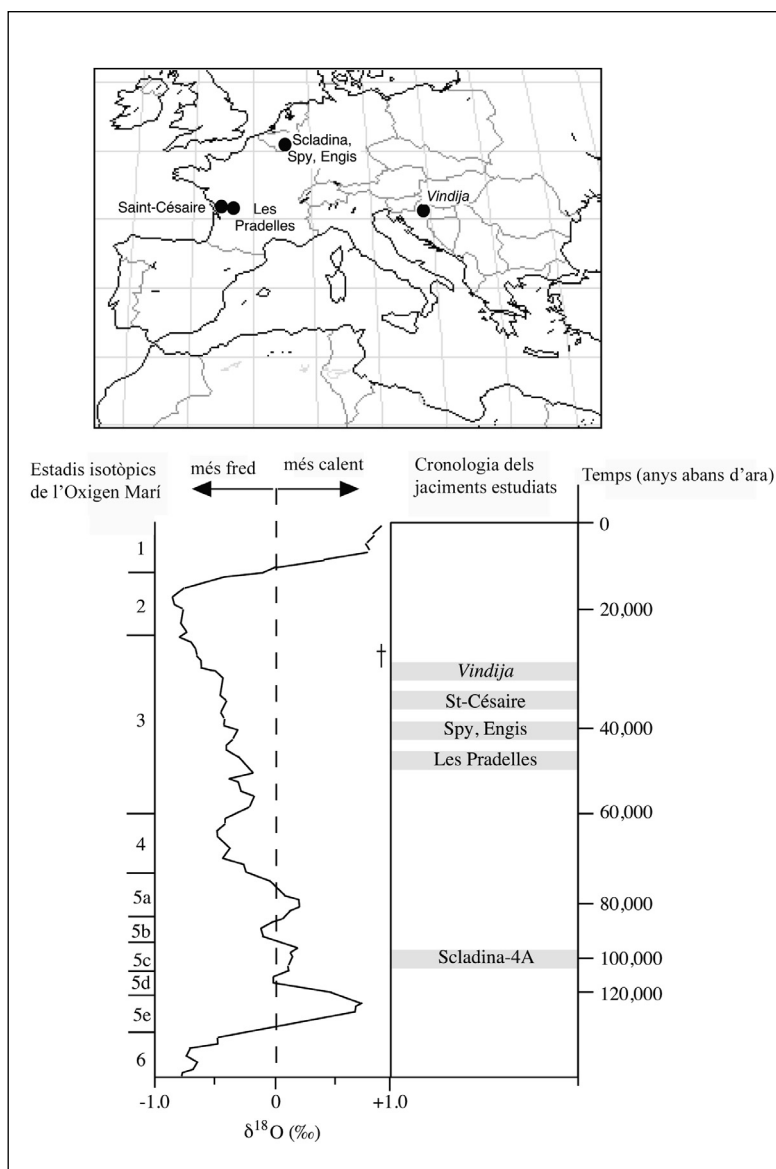 Scladina,
Spy, Engis
Vindija
Saint-Césaire
Les
Pradelles
Estadis isotòpics
de l'Oxigen Marí
més fred
més calent
Cronologia dels
jaciments estudiats
Temps (anys abans d'ara)
0
1
2
20,000
†
Vindija
St-Césaire
3
Spy, Engis
40,000
Les Pradelles
60,000
4
5a
80,000
5b
5c
Scladina-4A
100,000
5d
120,000
5e
6
-1.0
0
+1.0
δ18O (‰)